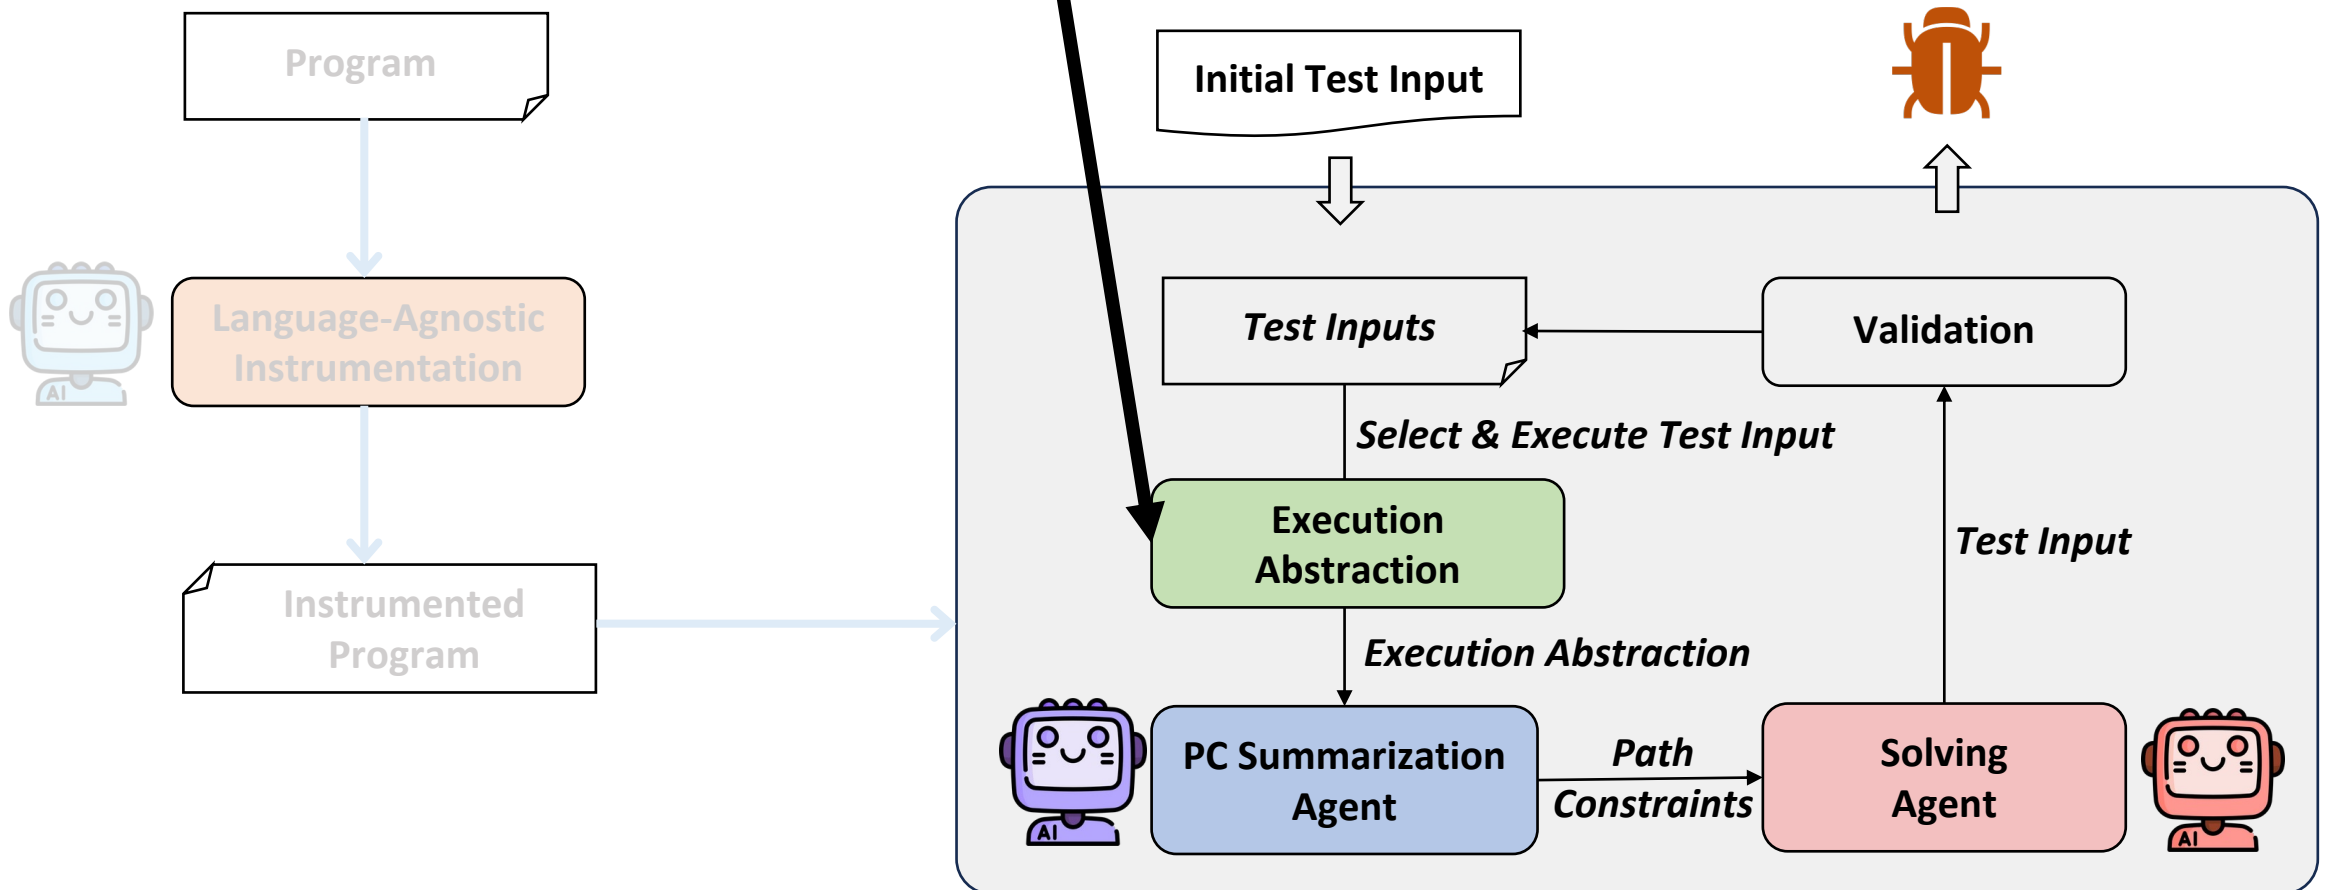 Program
Initial Test Input
Language-Agnostic
Instrumentation
AI
Test Inputs
Validation
Select & Execute Test Input
Execution
Abstraction
Test Input
Instrumented
Program
Execution Abstraction
PC Summarization
Agent
AI
Path
Constraints
Solving
Agent
AI